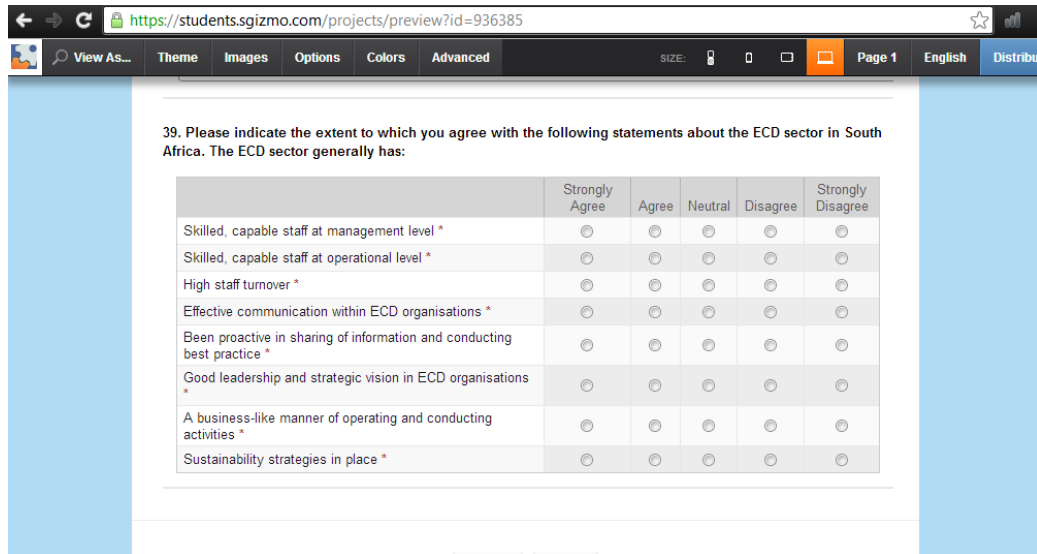 https://students.sgizmo.com/projects/preview?id=936385
View As... Theme Images Options Colors Advanced SIZE: Page 1 English Distribu
39. Please indicate the extent to which you agree with the following statements about the ECD sector in South
Africa. The ECD sector generally has:
Strongly
Agree Agree Neutral Disagree Strongly
Disagree
Skilled, capable staff at management level *
Skilled, capable staff at operational level *
High staff turnover *
Effective communication within ECD organisations *
Been proactive in sharing of information and conducting
best practice *
Good leadership and strategic vision in ECD organisations
*
A business-like manner of operating and conducting
activities *
Sustainability strategies in place *